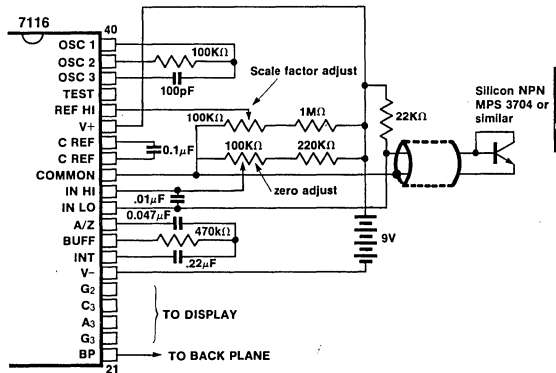 7116
40
OSC 1
OSC 2
OSC 3
TEST
REF HI
V+
C REF
C REF
COMMON
IN HI
IN LO
A/Z
BUFF
INT
V−
G2
C3
A3
G3
BP
21
100KΩ
100pF
Scale factor adjust
100KΩ
1MΩ
0.1µF
100KΩ
220KΩ
zero adjust
.01µF
0.047µF
470kΩ
.22µF
22KΩ
9V
Silicon NPN
MPS 3704 or
similar
TO DISPLAY
TO BACK PLANE